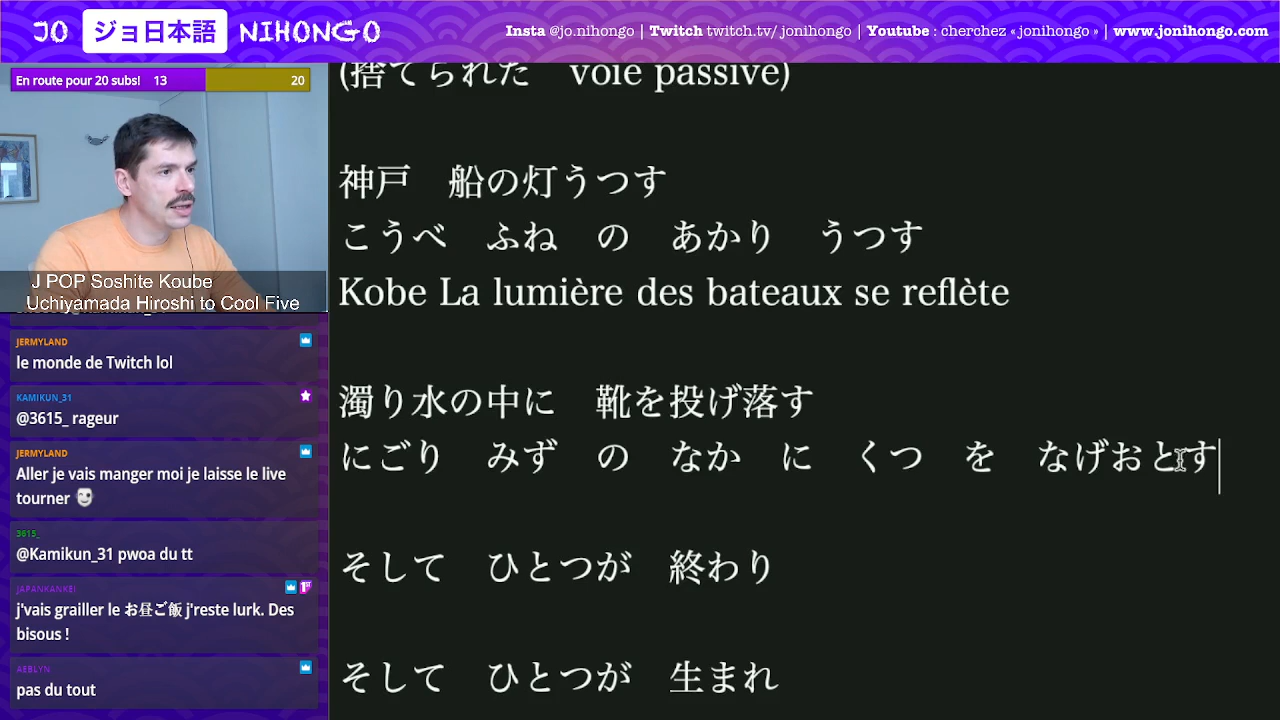 JO ジョ日本語 NIHONGO
Insta @jo.nihongo | Twitch twitch.tv/jonihongo | Youtube : cherchez « jonihongo » | www.jonihongo.com
En route pour 20 subs! 13 20
J POP Soshite Koube
Uchiyamada Hiroshi to Cool Five
JERMYLAND
le monde de Twitch lol
KAMIKUN_31
@3615_ rageur
JERMYLAND
Aller je vais manger moi je laisse le live
tourner
3615_
@Kamikun_31 pwoa du tt
JAPANKANKEI
j'vais grailler le お昼ご飯 j'reste lurk. Des
bisous !
AEBLYN
pas du tout
(捨てられた　voie passive)
神戸　船の灯うつす
こうべ　ふね　の　あかり　うつす
Kobe La lumière des bateaux se reflète
濁り水の中に　靴を投げ落す
にごり　みず　の　なか　に　くつ　を　なげおとす
そして　ひとつが　終わり
そして　ひとつが　生まれ